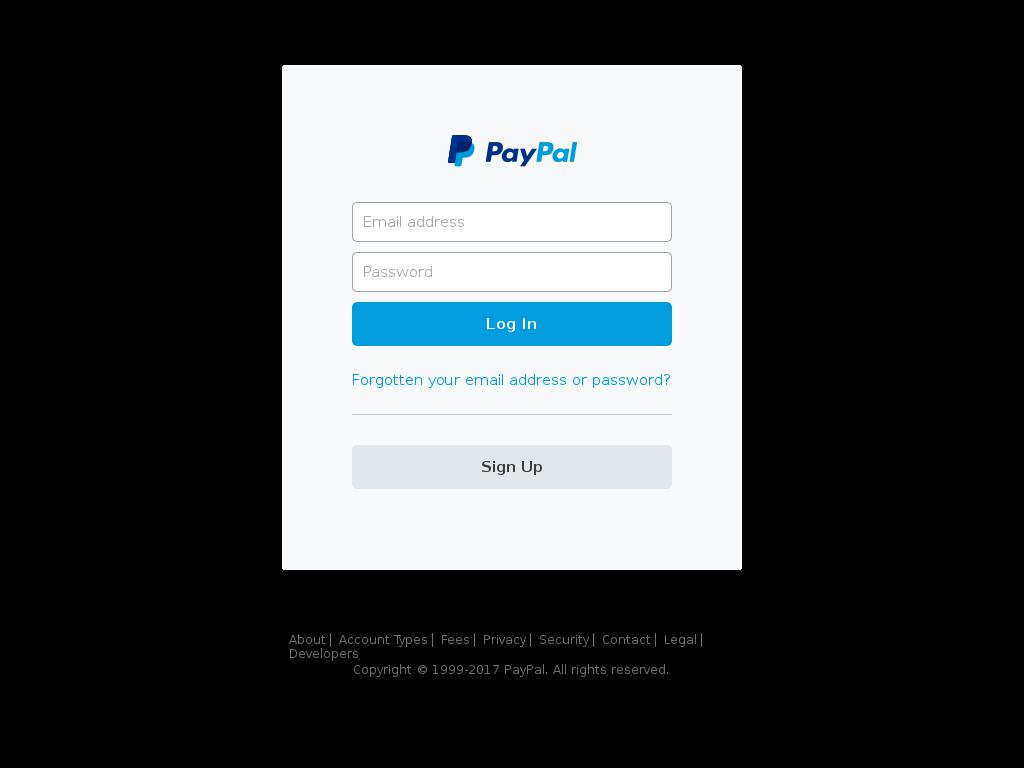 PayPal
Email address
Password
Log In
Forgotten your email address or password?
Sign Up
About | Account Types | Fees | Privacy | Security | Contact | Legal |
Developers
Copyright © 1999-2017 PayPal. All rights reserved.